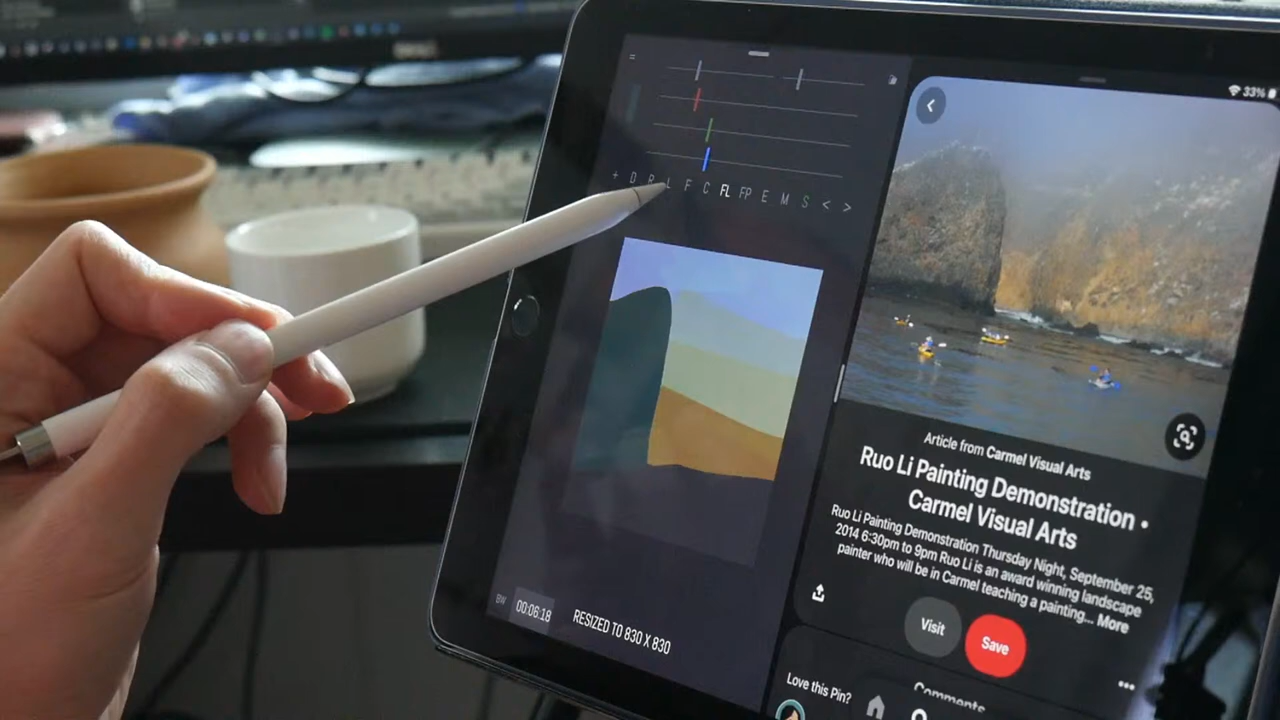 DELL
33%
+ D R L F C FL FP E M S < >
Article from Carmel Visual Arts
Ruo Li Painting Demonstration •
Carmel Visual Arts
Ruo Li Painting Demonstration Thursday Night, September 25,
2014 6:30pm to 9pm Ruo Li is an award winning landscape
painter who will be in Carmel teaching a painting... More
Visit
Save
BW
00:06:18
RESIZED TO 830 X 830
Love this Pin?
Comments